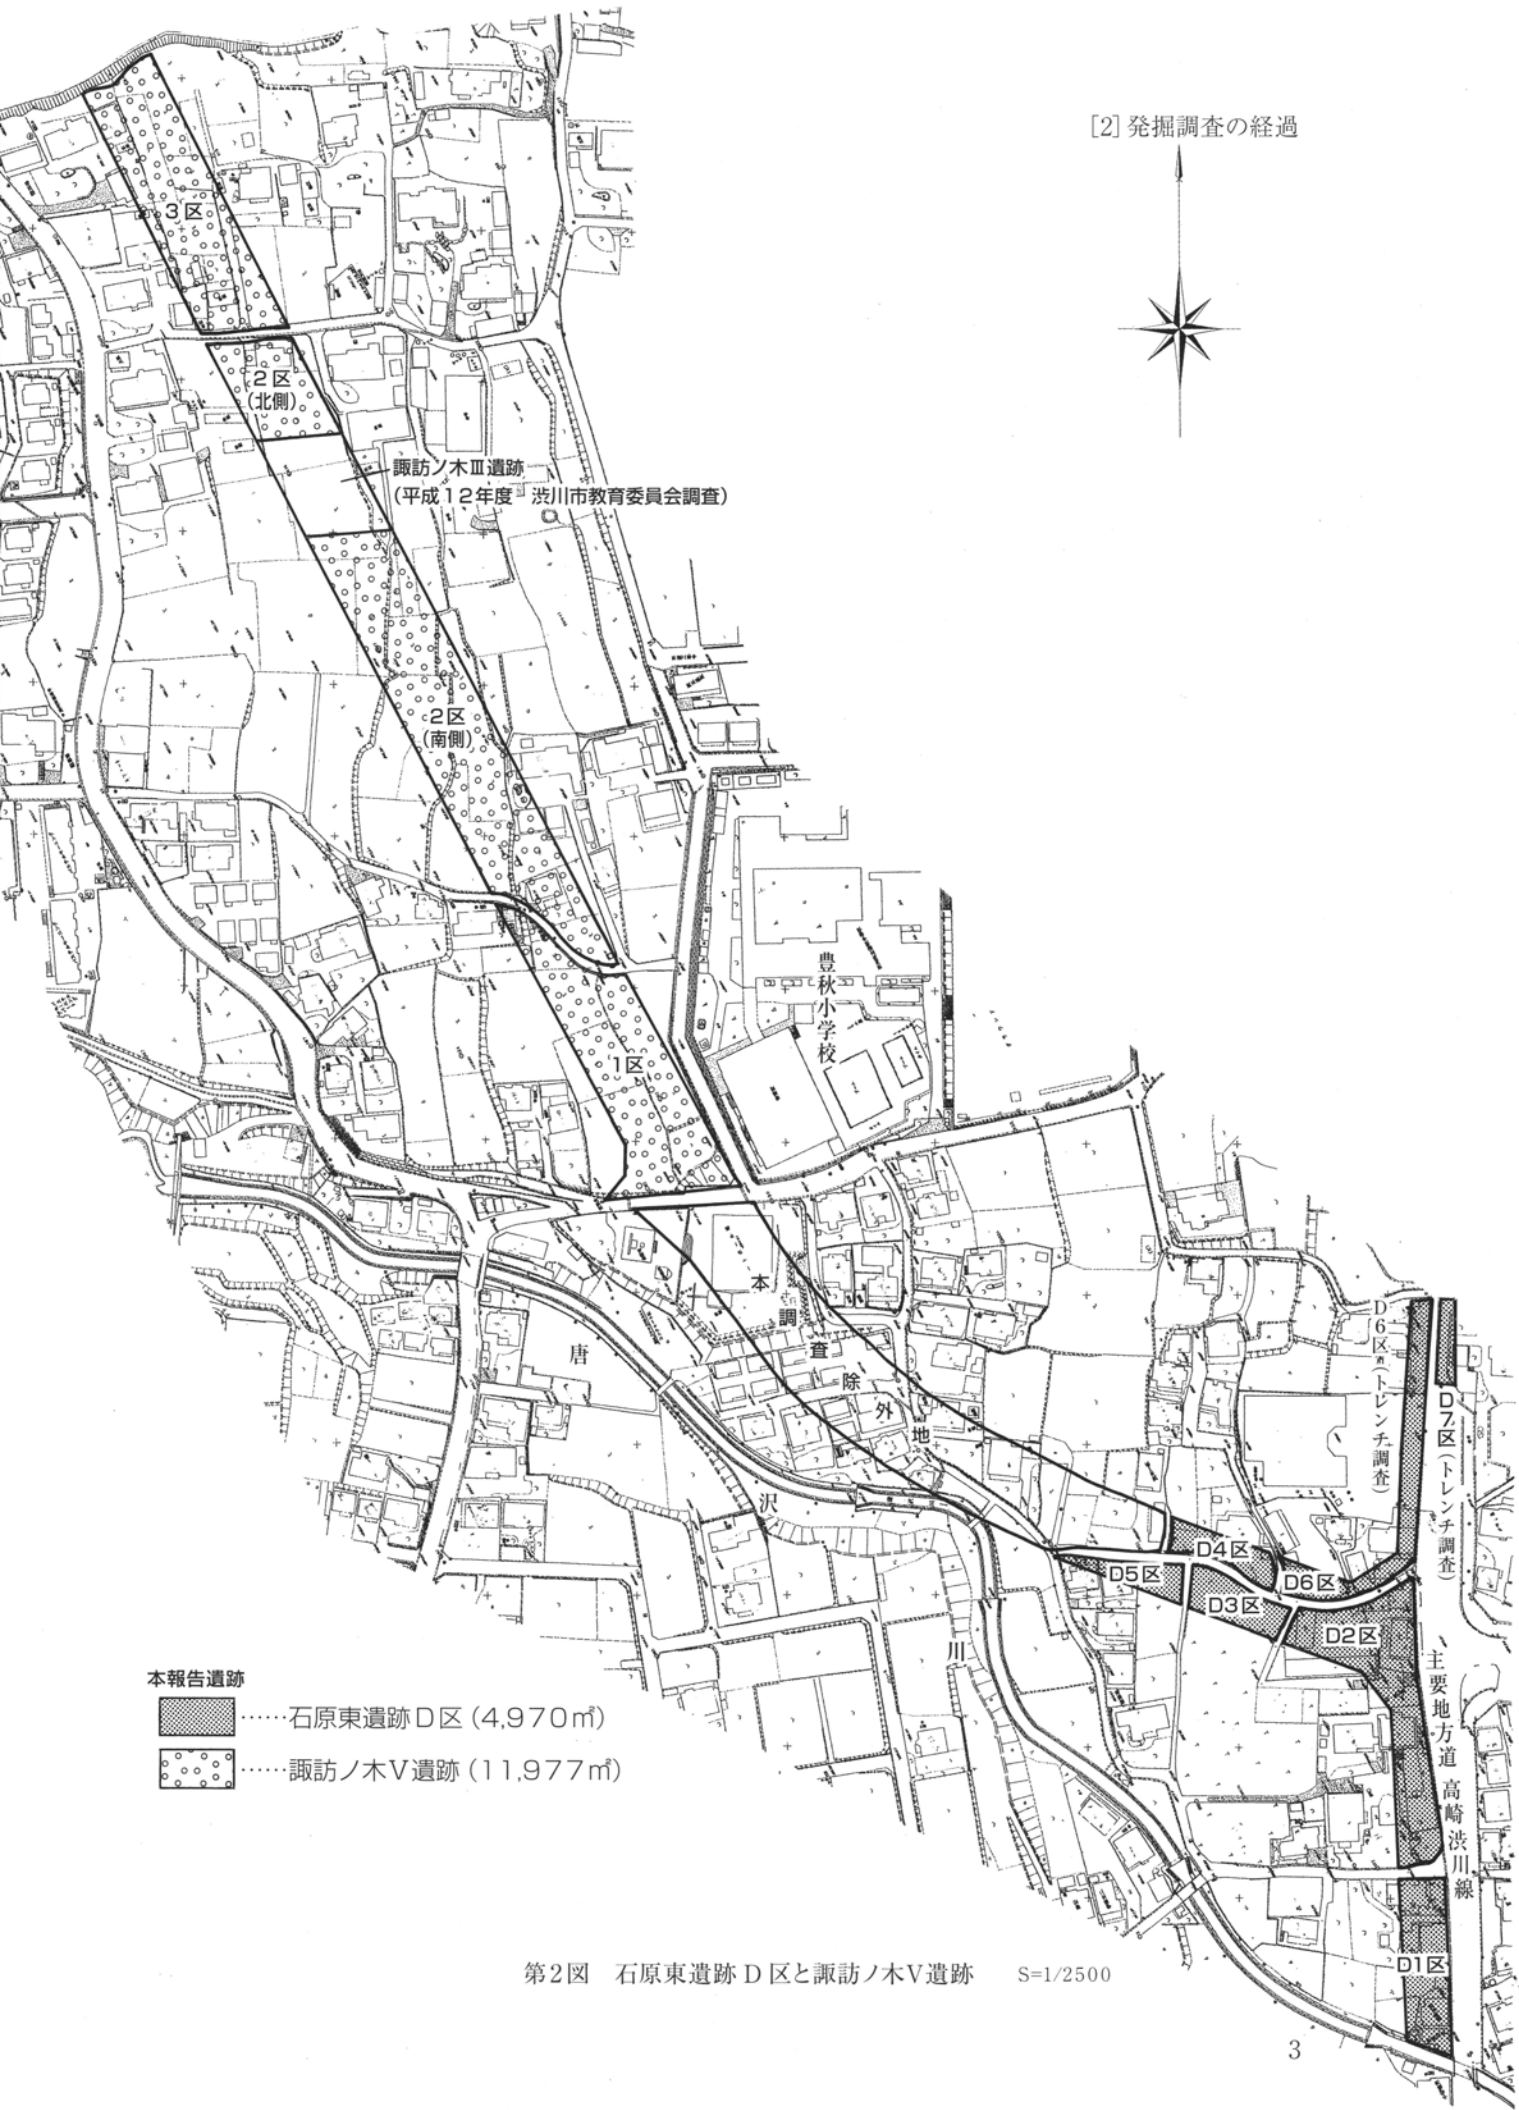 [2] 発掘調査の経過
3区
2区
(北側)
諏訪ノ木Ⅲ遺跡
(平成12年度 渋川市教育委員会調査)
2区
(南側)
豊秋小学校
1区
本調査除外地
唐沢川
D6区(トレンチ調査)
D7区(トレンチ調査)
D4区
D5区
D6区
D3区
D2区
主要地方道 高崎渋川線
D1区
本報告遺跡
……石原東遺跡D区(4,970㎡)
……諏訪ノ木Ⅴ遺跡(11,977㎡)
第2図 石原東遺跡D区と諏訪ノ木Ⅴ遺跡 S=1/2500
3